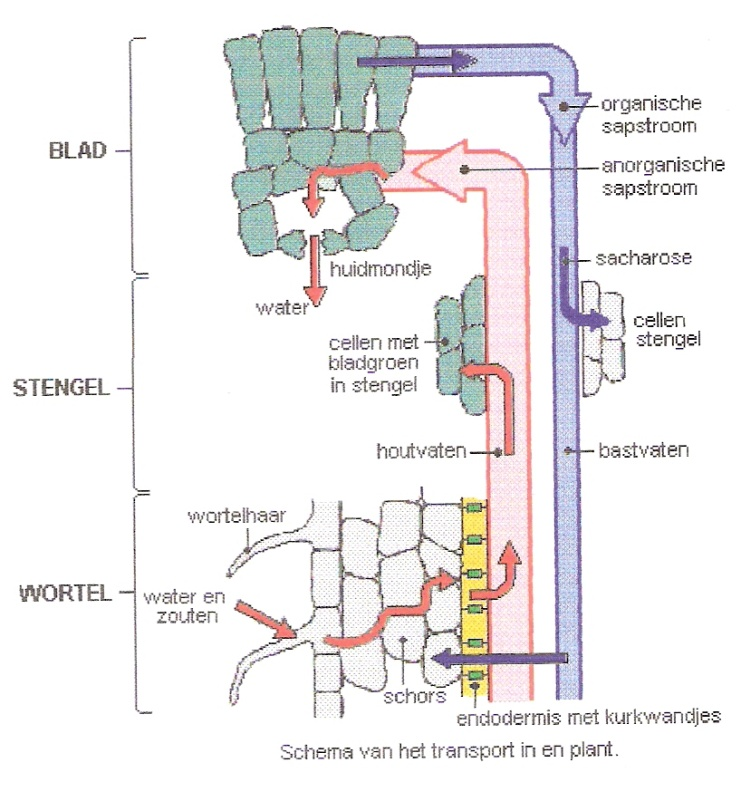 BLAD
organische
sapstroom
anorganische
sapstroom
sacharose
huidmondje
water
cellen
stengel
cellen met
bladgroen
in stengel
STENGEL
houtvaten
bastvaten
wortelhaar
WORTEL
water en
zouten
schors
endodermis met kurkwandjes
Schema van het transport in en plant.